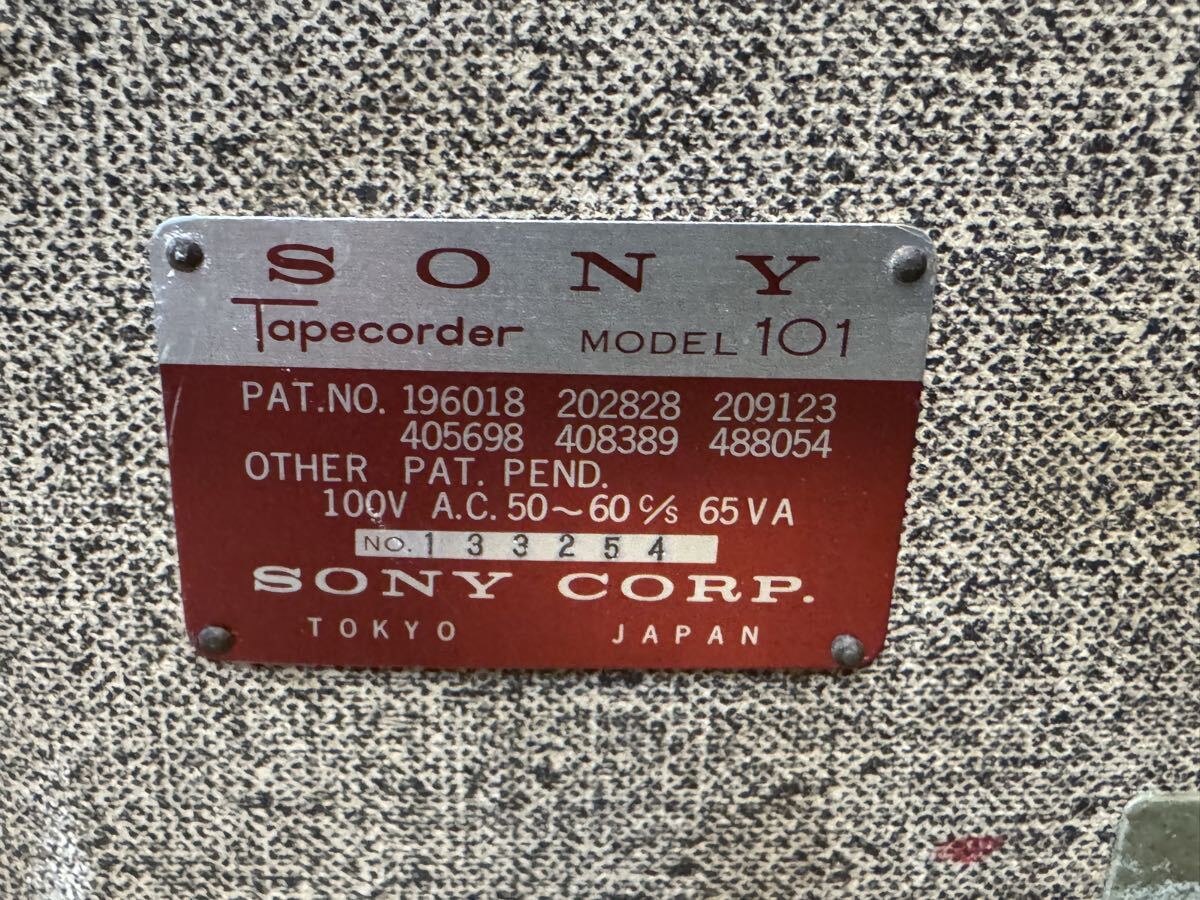 SONY
Tapecorder MODEL 101
PAT.NO. 196018 202828 209123
405698 408389 488054
OTHER PAT. PEND.
100V A.C. 50~60 c/s 65VA
NO. 133254
SONY CORP.
TOKYO JAPAN